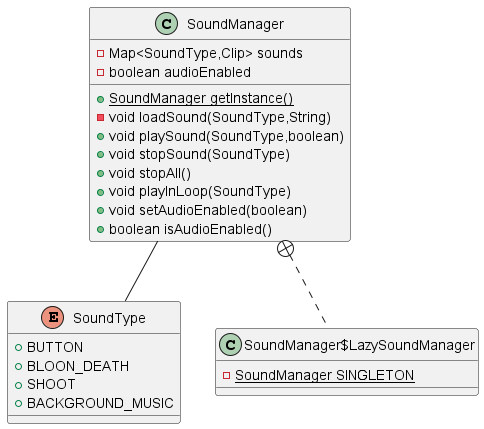 C SoundManager
Map<SoundType,Clip> sounds
boolean audioEnabled
SoundManager getInstance()
void loadSound(SoundType,String)
void playSound(SoundType,boolean)
void stopSound(SoundType)
void stopAll()
void playInLoop(SoundType)
void setAudioEnabled(boolean)
boolean isAudioEnabled()
E SoundType
BUTTON
BLOON_DEATH
SHOOT
BACKGROUND_MUSIC
C SoundManager$LazySoundManager
SoundManager SINGLETON